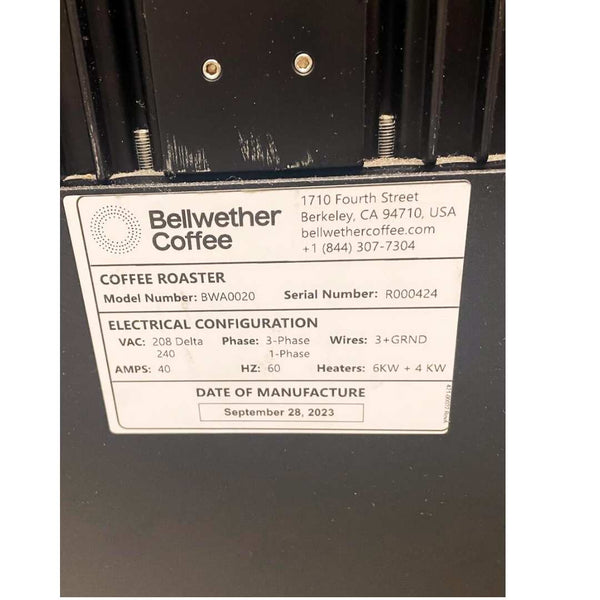 Bellwether
Coffee
1710 Fourth Street
Berkeley, CA 94710, USA
bellwethercoffee.com
+1 (844) 307-7304
COFFEE ROASTER
Model Number: BWA0020 Serial Number: R000424
ELECTRICAL CONFIGURATION
VAC: 208 Delta Phase: 3-Phase Wires: 3+GRND
240 1-Phase
AMPS: 40 HZ: 60 Heaters: 6KW + 4 KW
DATE OF MANUFACTURE
September 28, 2023